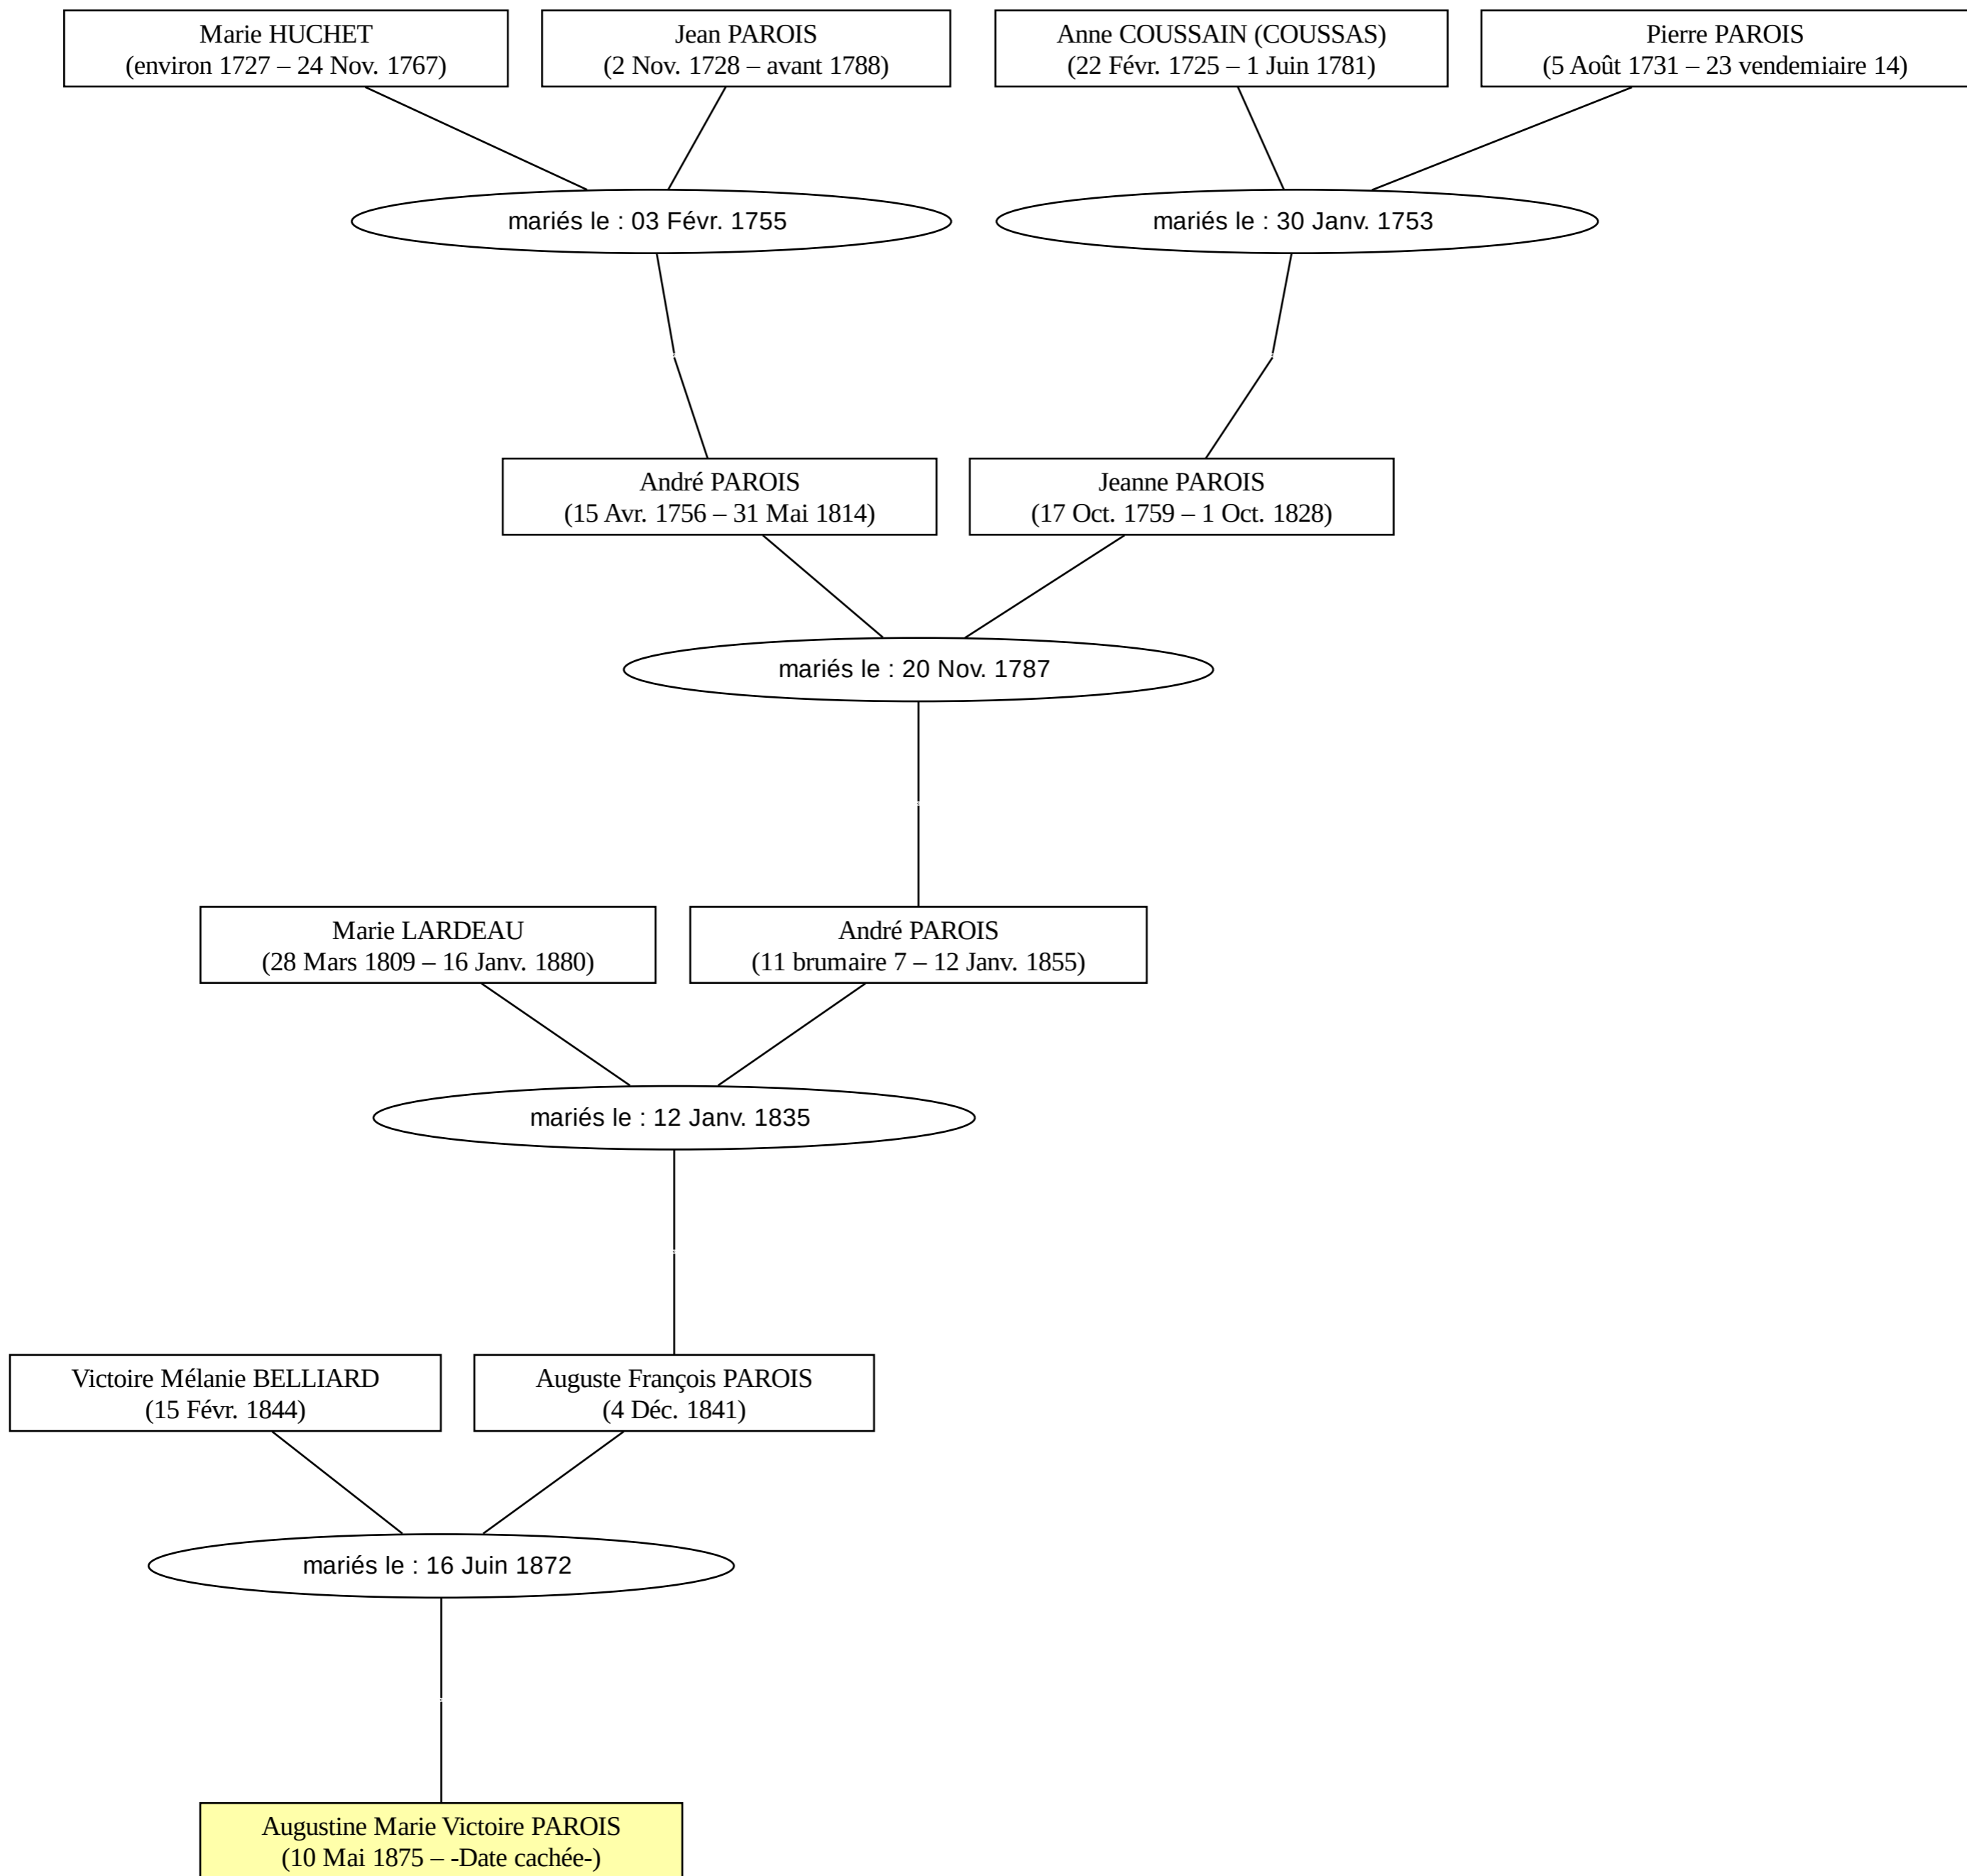 Marie HUCHET
(environ 1727 – 24 Nov. 1767)
Jean PAROIS
(2 Nov. 1728 – avant 1788)
Anne COUSSAIN (COUSSAS)
(22 Févr. 1725 – 1 Juin 1781)
Pierre PAROIS
(5 Août 1731 – 23 vendemiaire 14)
mariés le : 03 Févr. 1755
mariés le : 30 Janv. 1753
André PAROIS
(15 Avr. 1756 – 31 Mai 1814)
Jeanne PAROIS
(17 Oct. 1759 – 1 Oct. 1828)
mariés le : 20 Nov. 1787
Marie LARDEAU
(28 Mars 1809 – 16 Janv. 1880)
André PAROIS
(11 brumaire 7 – 12 Janv. 1855)
mariés le : 12 Janv. 1835
Victoire Mélanie BELLIARD
(15 Févr. 1844)
Auguste François PAROIS
(4 Déc. 1841)
mariés le : 16 Juin 1872
Augustine Marie Victoire PAROIS
(10 Mai 1875 – -Date cachée-)